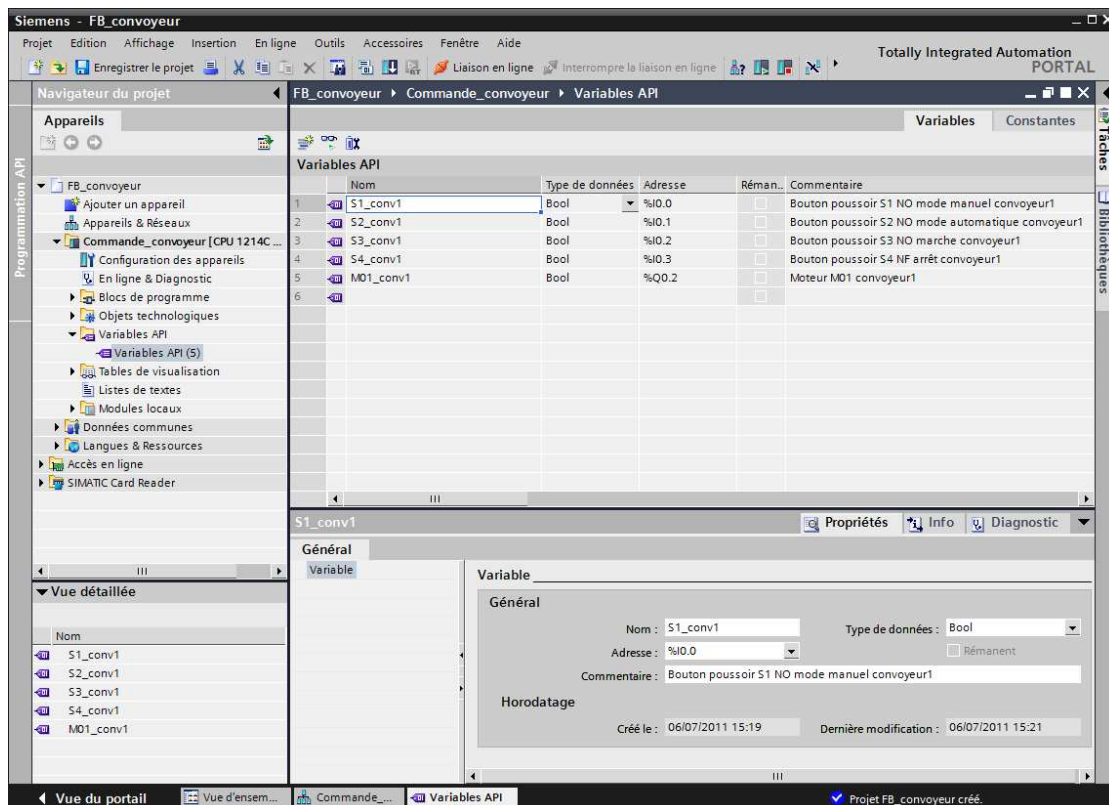 Siemens - FB_convoyeur
Projet Edition Affichage Insertion En ligne Outils Accessoires Fenêtre Aide
Totally Integrated Automation
PORTAL
Enregistrer le projet Liaison en ligne Interrompre la liaison en ligne
Navigateur du projet
FB_convoyeur Commande_convoyeur Variables API
Appareils
Variables Constantes
Programmation API
Tâches
Bibliothèques
FB_convoyeur
Ajouter un appareil
Appareils & Réseaux
Commande_convoyeur [CPU 1214C ...
Configuration des appareils
En ligne & Diagnostic
Blocs de programme
Objets technologiques
Variables API
Variables API (5)
Tables de visualisation
Listes de textes
Modules locaux
Données communes
Langues & Ressources
Accès en ligne
SIMATIC Card Reader
Variables API
Nom Type de données Adresse Réman.. Commentaire
1 S1_conv1 Bool %I0.0 Bouton poussoir S1 NO mode manuel convoyeur1
2 S2_conv1 Bool %I0.1 Bouton poussoir S2 NO mode automatique convoyeur1
3 S3_conv1 Bool %I0.2 Bouton poussoir S3 NO marche convoyeur1
4 S4_conv1 Bool %I0.3 Bouton poussoir S4 NF arrêt convoyeur1
5 M01_conv1 Bool %Q0.2 Moteur M01 convoyeur1
6
Vue détaillée
Nom
S1_conv1
S2_conv1
S3_conv1
S4_conv1
M01_conv1
S1_conv1
Propriétés Info Diagnostic
Général
Variable
Variable
Général
Nom : S1_conv1 Type de données : Bool
Adresse : %I0.0 Rémanent
Commentaire : Bouton poussoir S1 NO mode manuel convoyeur1
Horodatage
Créé le : 06/07/2011 15:19 Dernière modification : 06/07/2011 15:21
Vue du portail Vue d'ensem... Commande_... Variables API Projet FB_convoyeur créé.